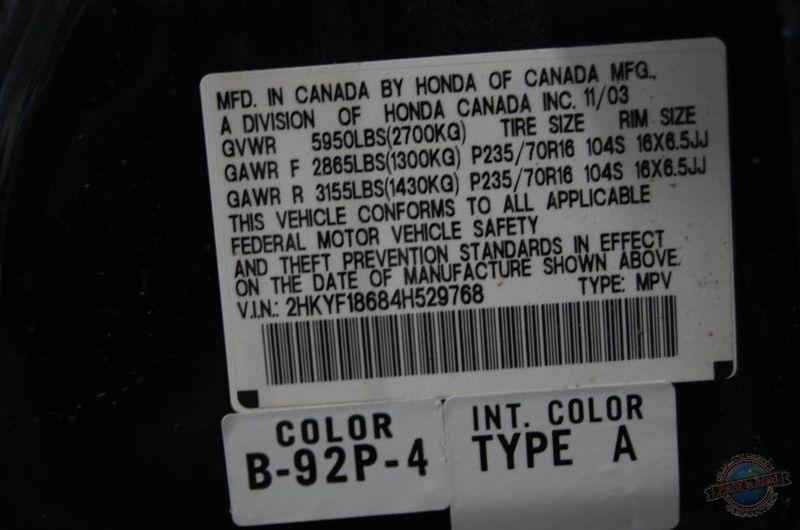 MFD. IN CANADA BY HONDA OF CANADA MFG.,
A DIVISION OF HONDA CANADA INC. 11/03
GVWR 5950LBS(2700KG) TIRE SIZE RIM SIZE
GAWR F 2865LBS(1300KG) P235/70R16 104S 16X6.5JJ
GAWR R 3155LBS(1430KG) P235/70R16 104S 16X6.5JJ
THIS VEHICLE CONFORMS TO ALL APPLICABLE
FEDERAL MOTOR VEHICLE SAFETY
AND THEFT PREVENTION STANDARDS IN EFFECT
ON THE DATE OF MANUFACTURE SHOWN ABOVE.
V.I.N.: 2HKYF18684H529768 TYPE: MPV
COLOR
B-92P-4
INT. COLOR
TYPE A